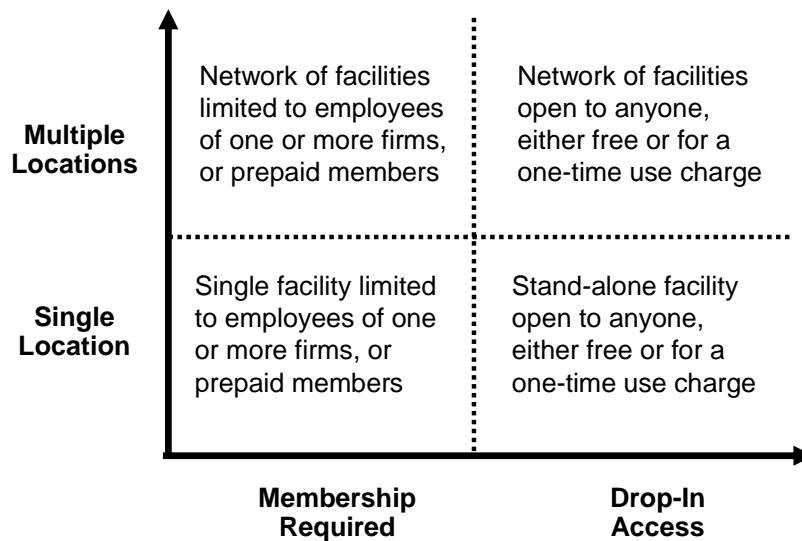 Multiple
Locations
Network of facilities
limited to employees
of one or more firms,
or prepaid members
Network of facilities
open to anyone,
either free or for a
one-time use charge
Single
Location
Single facility limited
to employees of one
or more firms, or
prepaid members
Stand-alone facility
open to anyone,
either free or for a
one-time use charge
Membership
Required
Drop-In
Access